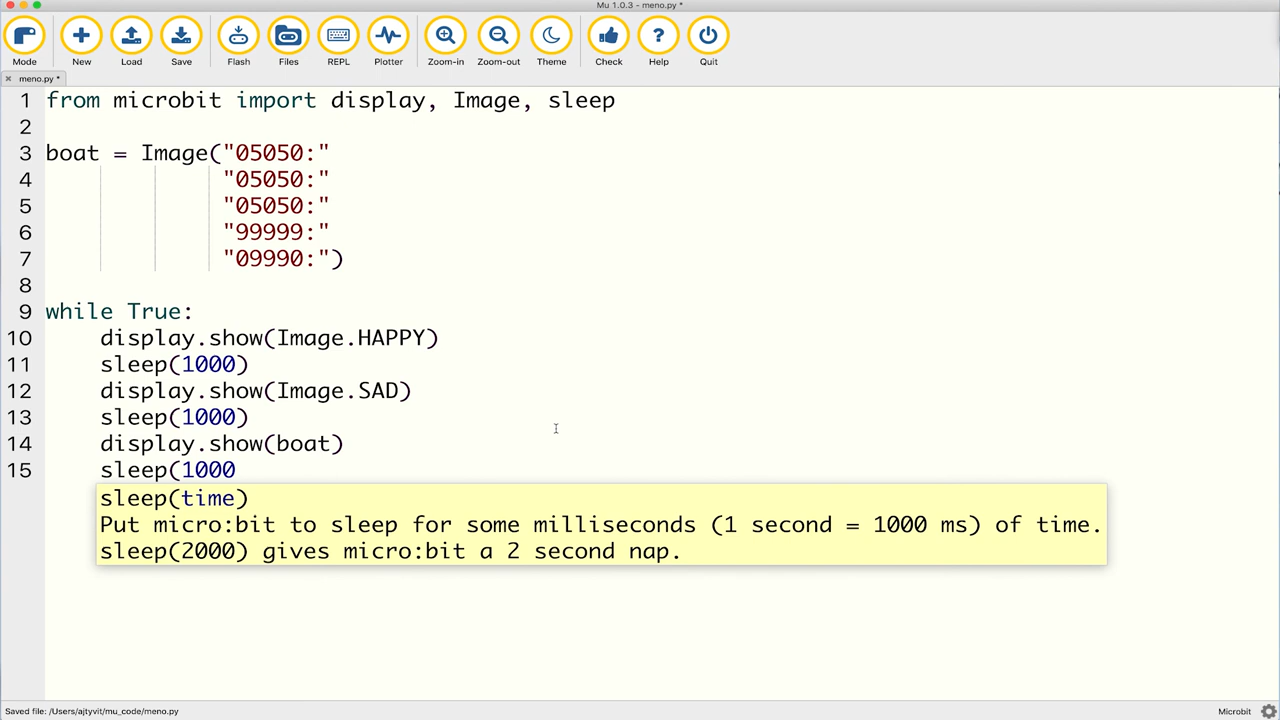 Mu 1.0.3 - meno.py *
Mode New Load Save Flash Files REPL Plotter Zoom-in Zoom-out Theme Check Help Quit
meno.py *
1 from microbit import display, Image, sleep
2
3 boat = Image("05050:"
4 "05050:"
5 "05050:"
6 "99999:"
7 "09990:")
8
9 while True:
10 display.show(Image.HAPPY)
11 sleep(1000)
12 display.show(Image.SAD)
13 sleep(1000)
14 display.show(boat)
15 sleep(1000
sleep(time)
Put micro:bit to sleep for some milliseconds (1 second = 1000 ms) of time.
sleep(2000) gives micro:bit a 2 second nap.
Saved file: /Users/ajtyvit/mu_code/meno.py Microbit